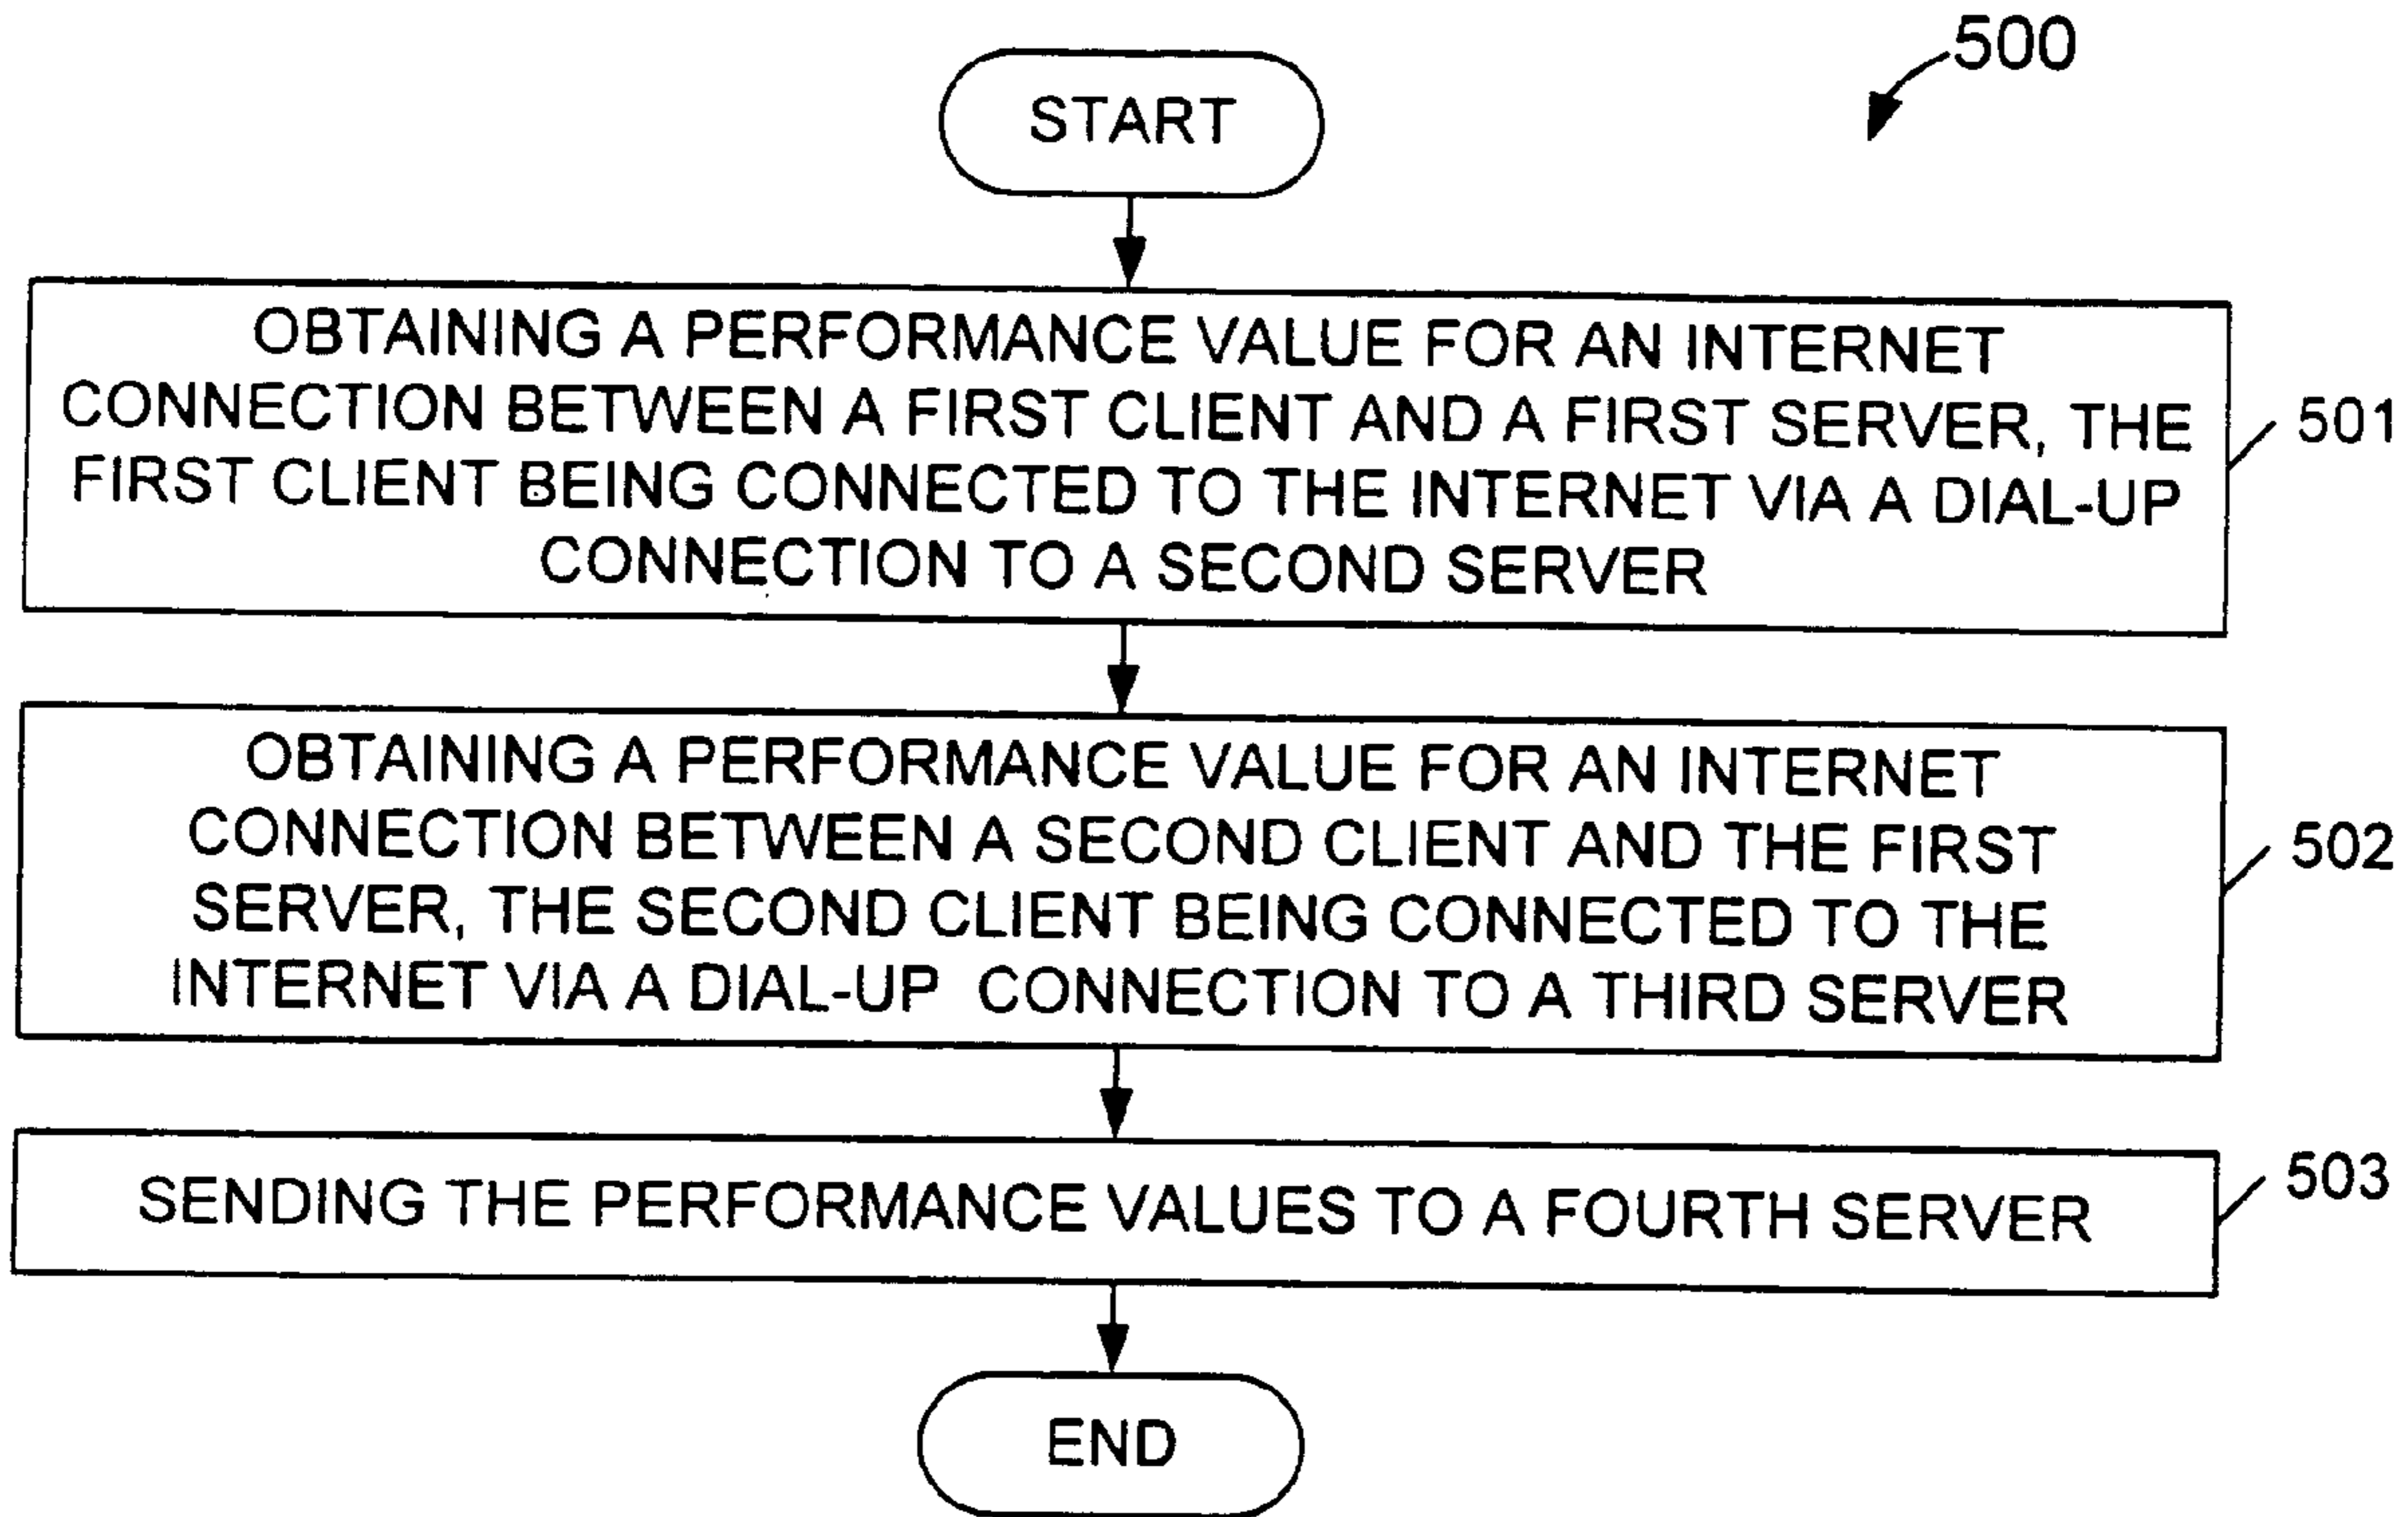 500
START
OBTAINING A PERFORMANCE VALUE FOR AN INTERNET
CONNECTION BETWEEN A FIRST CLIENT AND A FIRST SERVER, THE
FIRST CLIENT BEING CONNECTED TO THE INTERNET VIA A DIAL-UP
CONNECTION TO A SECOND SERVER
501
OBTAINING A PERFORMANCE VALUE FOR AN INTERNET
CONNECTION BETWEEN A SECOND CLIENT AND THE FIRST
SERVER, THE SECOND CLIENT BEING CONNECTED TO THE
INTERNET VIA A DIAL-UP CONNECTION TO A THIRD SERVER
502
SENDING THE PERFORMANCE VALUES TO A FOURTH SERVER
503
END